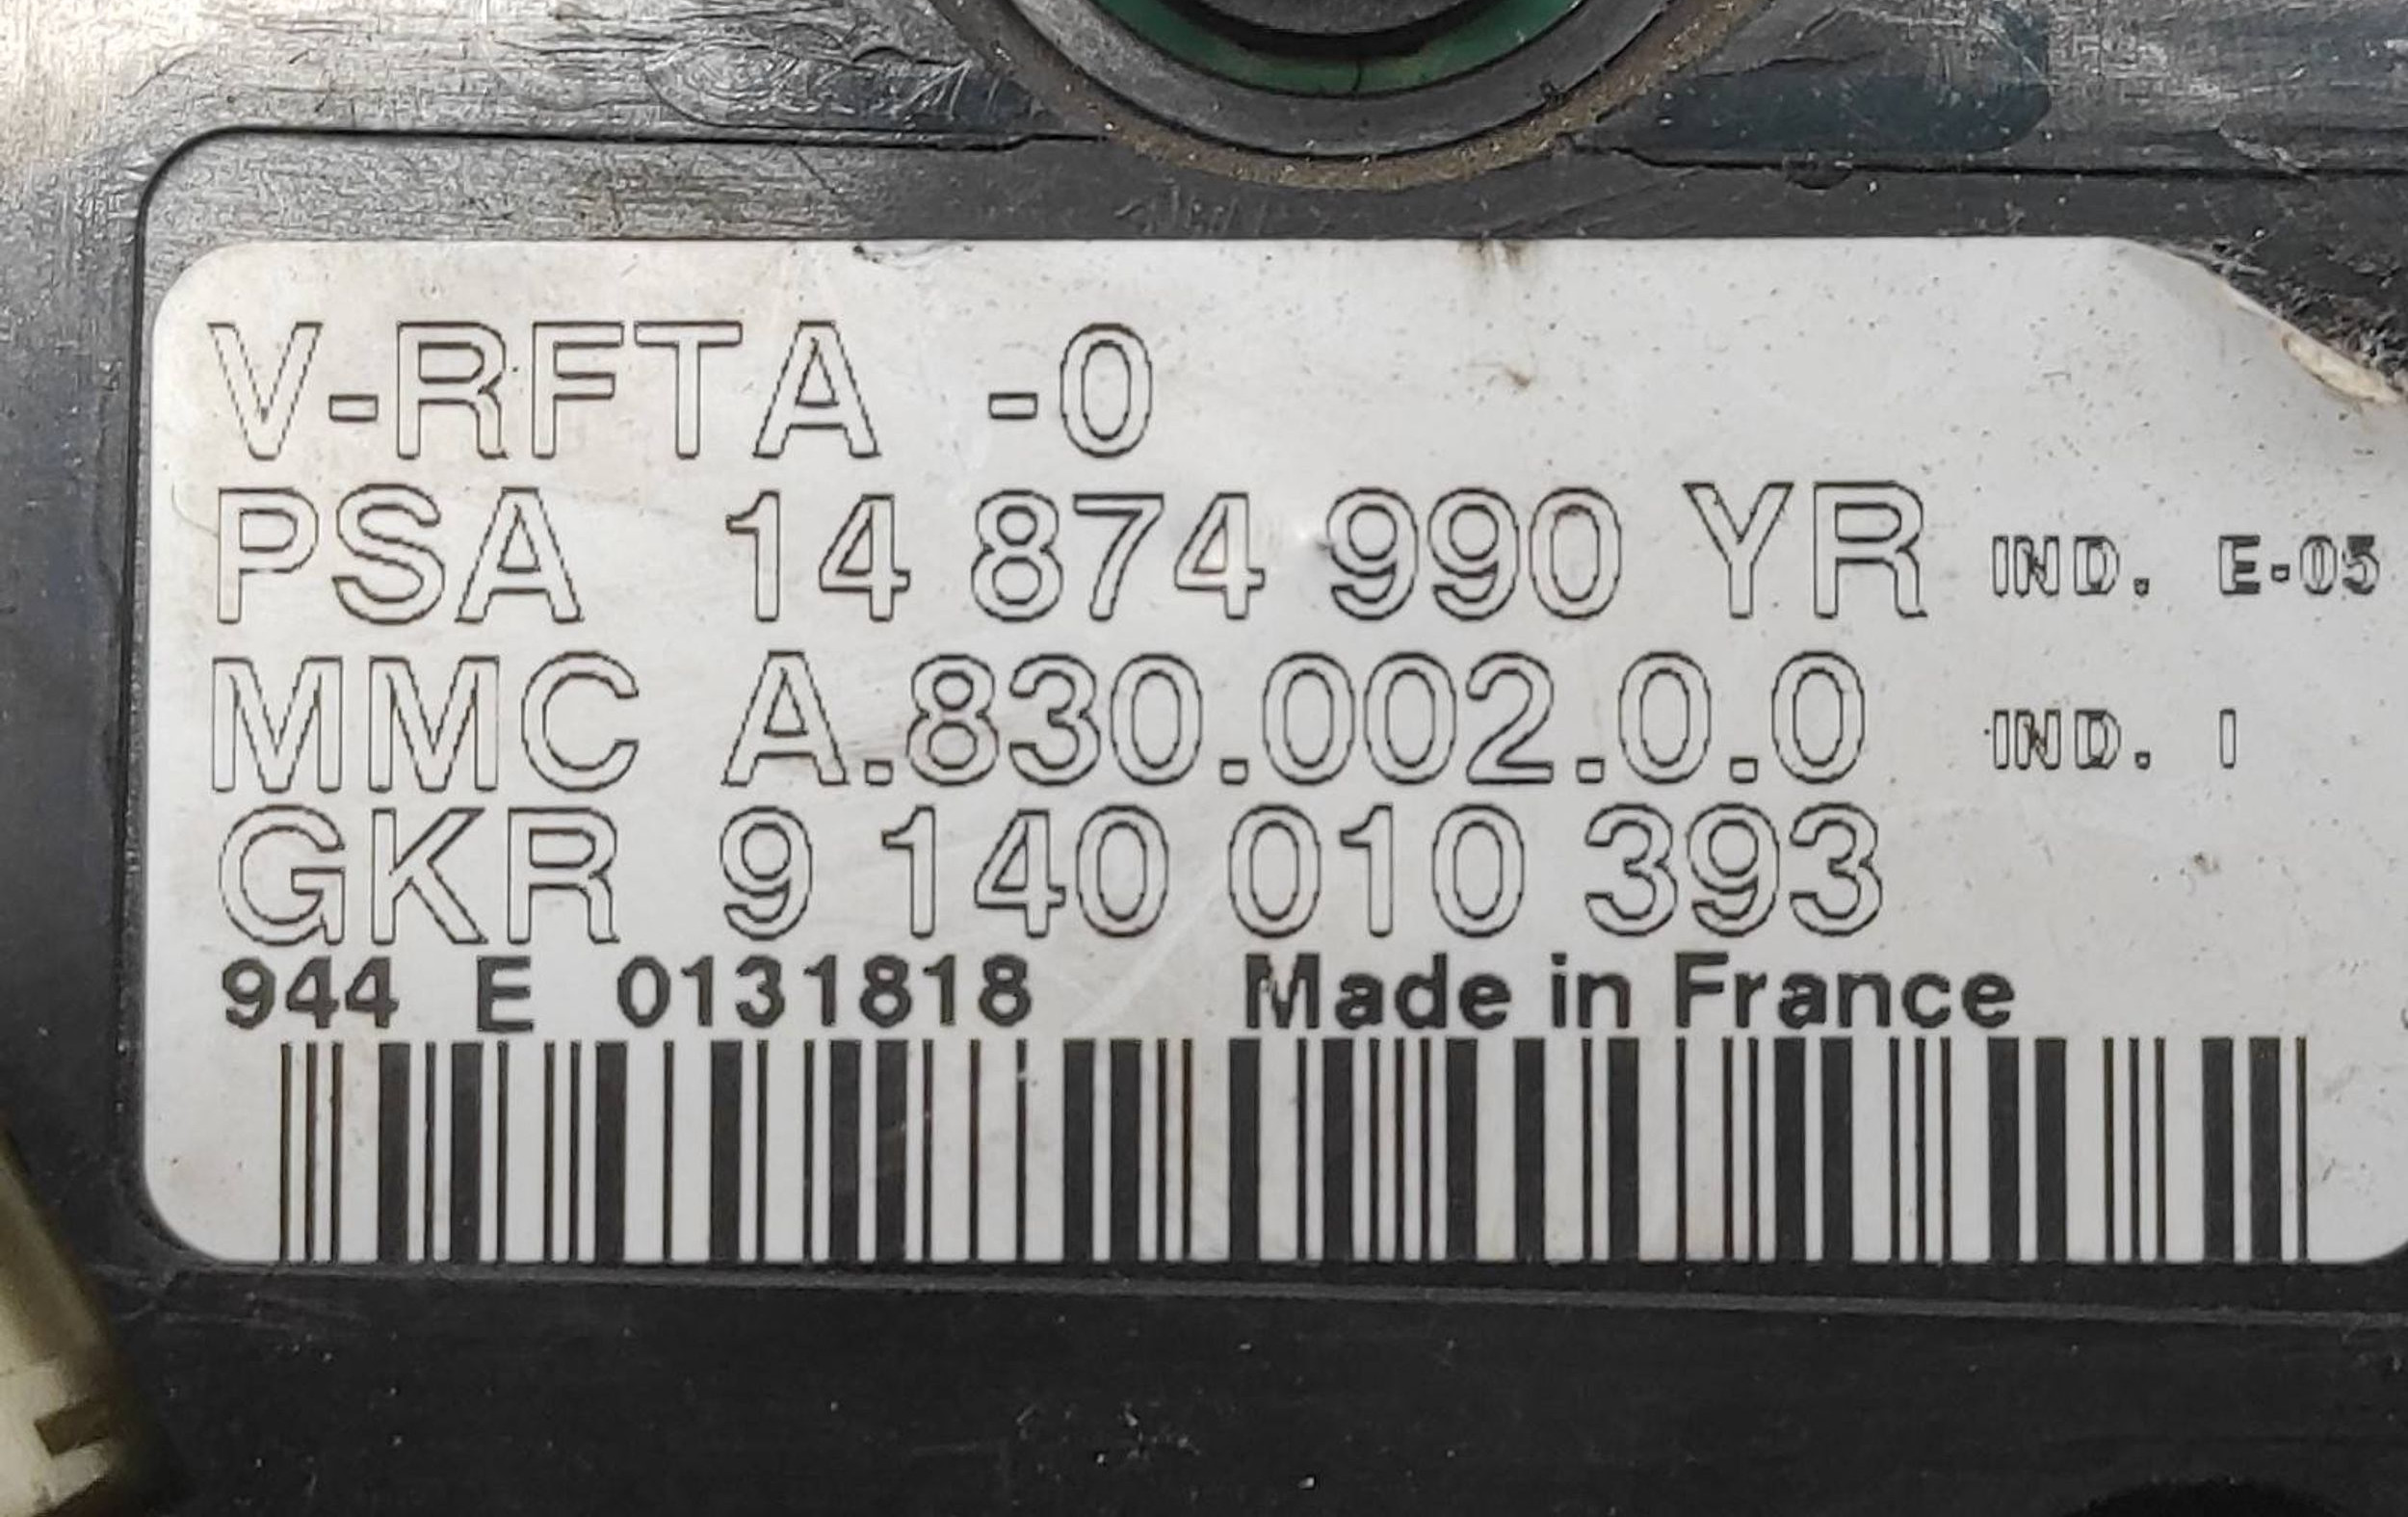 V-RFTA -0
PSA 14 874 990 YR IND. E-05
MMC A.830.002.0.0 IND. I
GKR 9 140 010 393
944 E 0131818 Made in France